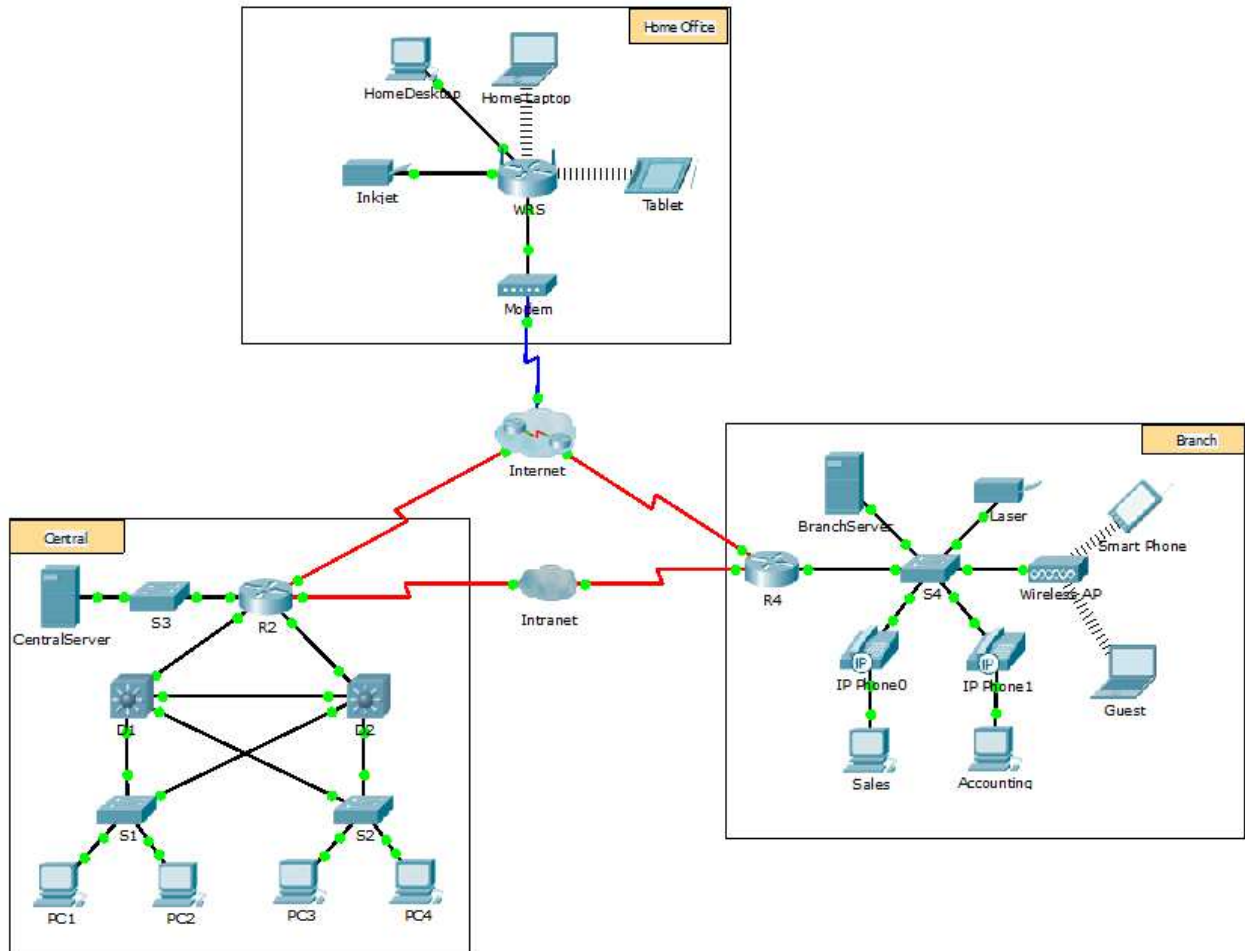 Home Office
HomeDesktop
Home Laptop
Inkjet
WRS
Tablet
Modem
Internet
Branch
BranchServer
Laser
Smart Phone
Central
CentralServer
S3
R2
Intranet
R4
S4
Wireless AP
IP
IP
IP Phone0
IP Phone1
Guest
D1
D2
Sales
Accounting
S1
S2
PC1
PC2
PC3
PC4